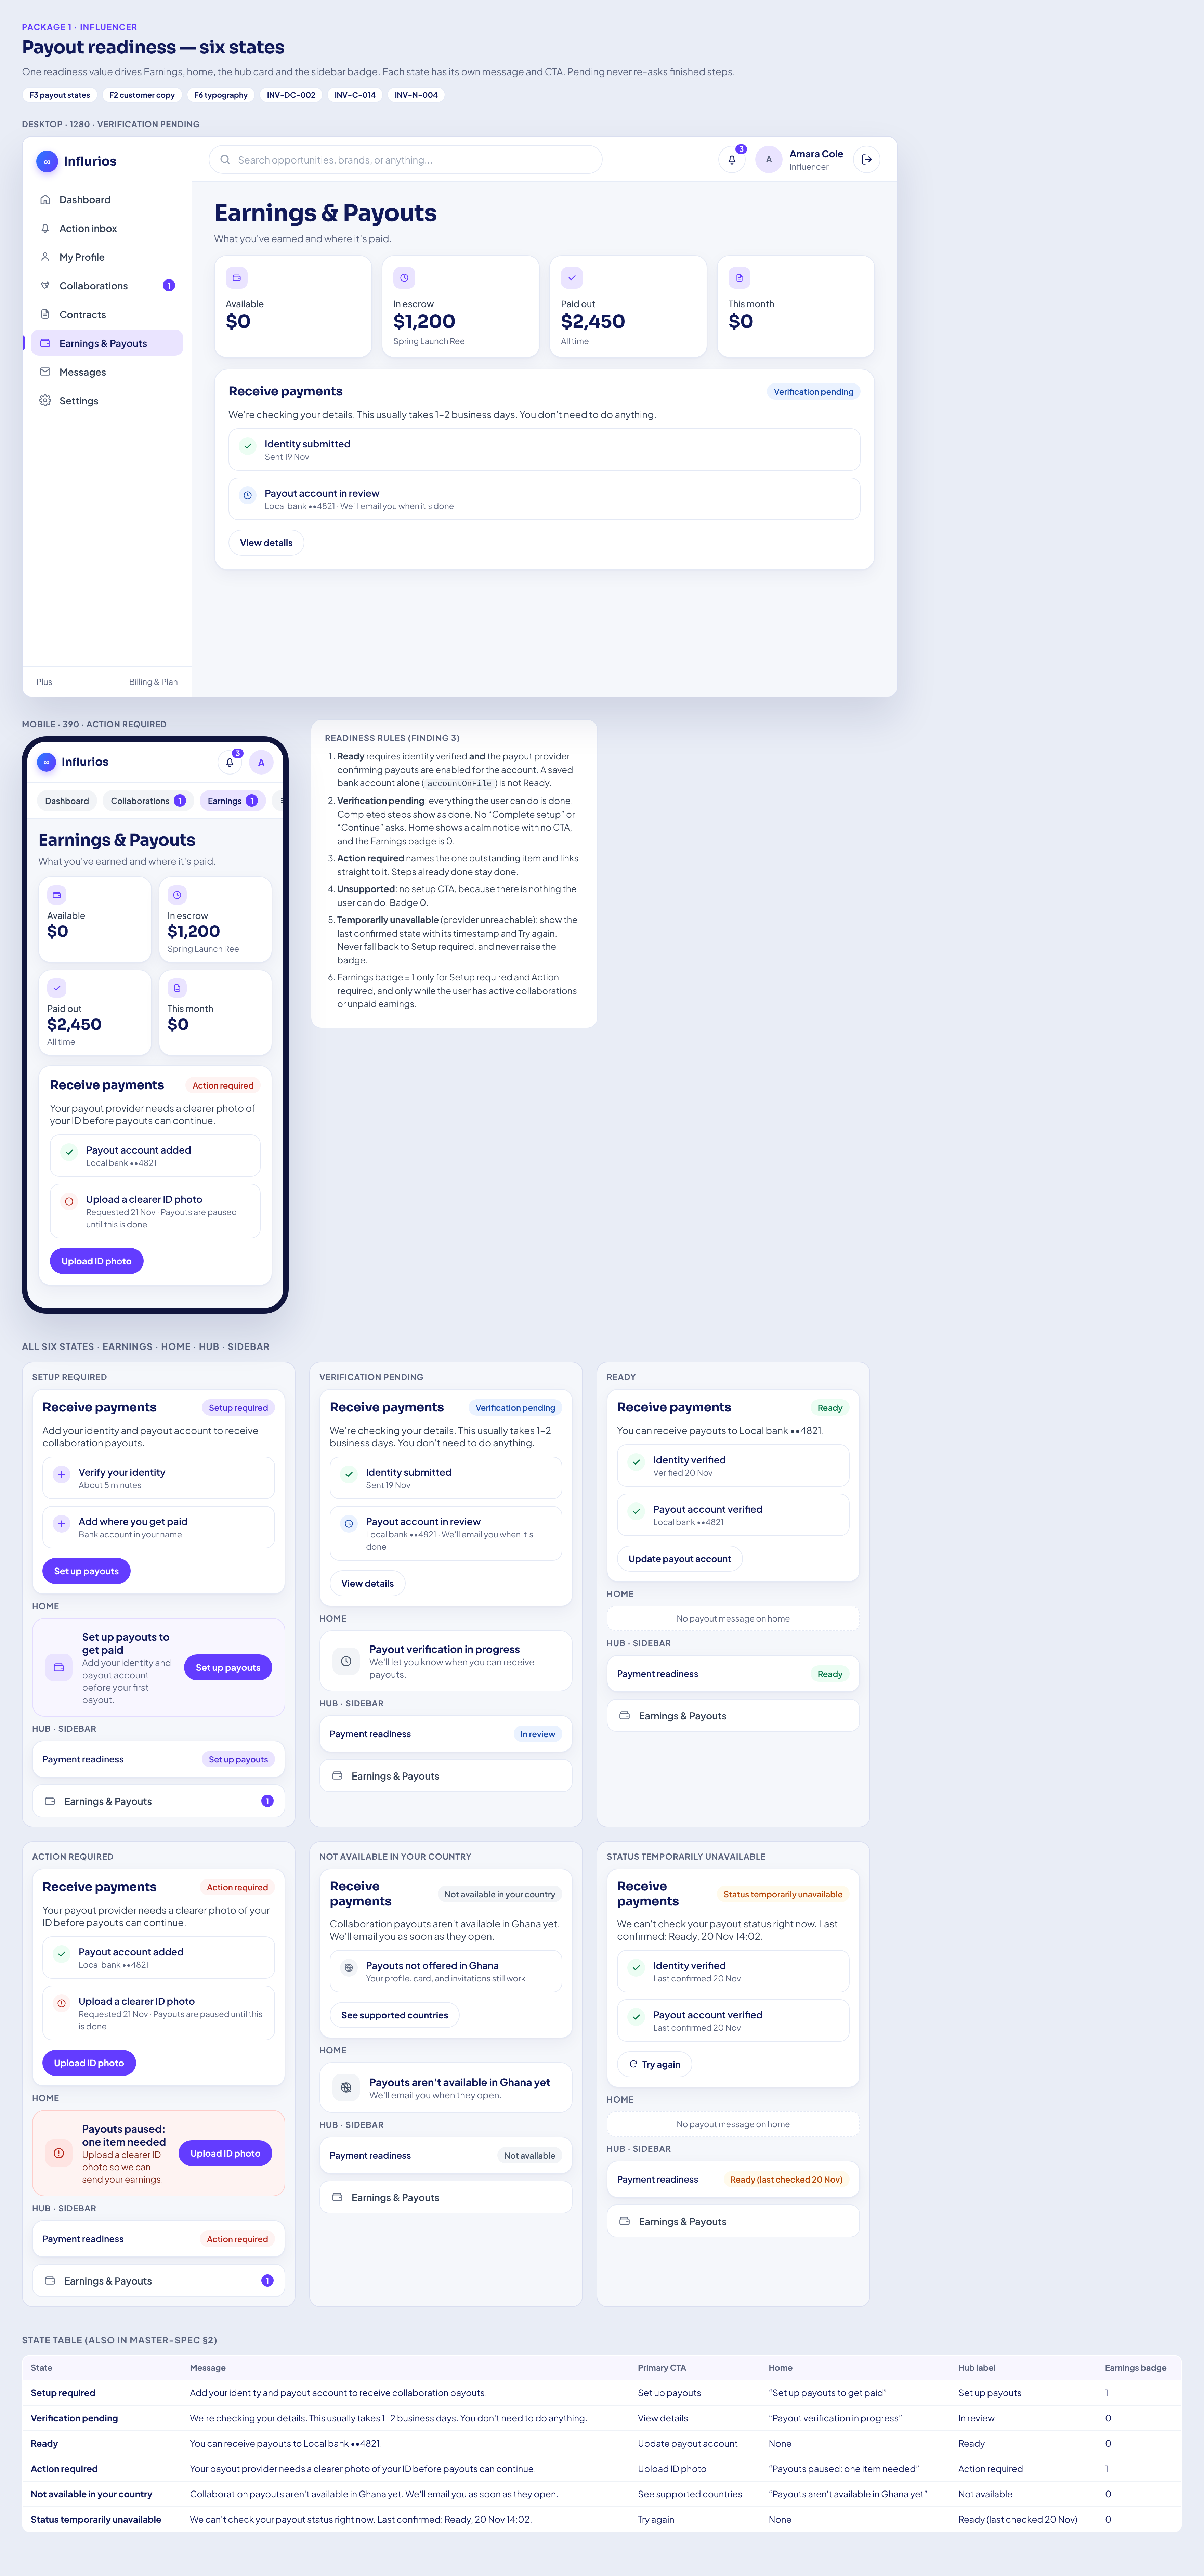 PACKAGE 1 · INFLUENCER
Payout readiness — six states
One readiness value drives Earnings, home, the hub card and the sidebar badge. Each state has its own message and CTA. Pending never re-asks finished steps.
F3 payout states
F2 customer copy
F6 typography
INV-DC-002
INV-C-014
INV-N-004
DESKTOP · 1280 · VERIFICATION PENDING
Influrios
Search opportunities, brands, or anything...
3
A
Amara Cole
Influencer
Dashboard
Action inbox
My Profile
Collaborations
1
Contracts
Earnings & Payouts
Messages
Settings
Plus
Billing & Plan
Earnings & Payouts
What you've earned and where it's paid.
Available
$0
In escrow
$1,200
Spring Launch Reel
Paid out
$2,450
All time
This month
$0
Receive payments
Verification pending
We're checking your details. This usually takes 1–2 business days. You don't need to do anything.
Identity submitted
Sent 19 Nov
Payout account in review
Local bank ••4821 · We'll email you when it's done
View details
MOBILE · 390 · ACTION REQUIRED
Influrios
3
A
Dashboard
Collaborations 1
Earnings 1
Earnings & Payouts
What you've earned and where it's paid.
Available
$0
In escrow
$1,200
Spring Launch Reel
Paid out
$2,450
All time
This month
$0
Receive payments
Action required
Your payout provider needs a clearer photo of
your ID before payouts can continue.
Payout account added
Local bank ••4821
Upload a clearer ID photo
Requested 21 Nov · Payouts are paused
until this is done
Upload ID photo
READINESS RULES (FINDING 3)
1. Ready requires identity verified and the payout provider
confirming payouts are enabled for the account. A saved
bank account alone ( accountOnFile ) is not Ready.
2. Verification pending: everything the user can do is done.
Completed steps show as done. No “Complete setup” or
“Continue” asks. Home shows a calm notice with no CTA,
and the Earnings badge is 0.
3. Action required names the one outstanding item and links
straight to it. Steps already done stay done.
4. Unsupported: no setup CTA, because there is nothing the
user can do. Badge 0.
5. Temporarily unavailable (provider unreachable): show the
last confirmed state with its timestamp and Try again.
Never fall back to Setup required, and never raise the
badge.
6. Earnings badge = 1 only for Setup required and Action
required, and only while the user has active collaborations
or unpaid earnings.
ALL SIX STATES · EARNINGS · HOME · HUB · SIDEBAR
SETUP REQUIRED
Receive payments
Setup required
Add your identity and payout account to receive
collaboration payouts.
Verify your identity
About 5 minutes
Add where you get paid
Bank account in your name
Set up payouts
HOME
Set up payouts to
get paid
Add your identity and
payout account
before your first
payout.
Set up payouts
HUB · SIDEBAR
Payment readiness
Set up payouts
Earnings & Payouts
1
VERIFICATION PENDING
Receive payments
Verification pending
We're checking your details. This usually takes 1–2
business days. You don't need to do anything.
Identity submitted
Sent 19 Nov
Payout account in review
Local bank ••4821 · We'll email you when it's
done
View details
HOME
Payout verification in progress
We'll let you know when you can receive
payouts.
HUB · SIDEBAR
Payment readiness
In review
Earnings & Payouts
READY
Receive payments
Ready
You can receive payouts to Local bank ••4821.
Identity verified
Verified 20 Nov
Payout account verified
Local bank ••4821
Update payout account
HOME
No payout message on home
HUB · SIDEBAR
Payment readiness
Ready
Earnings & Payouts
ACTION REQUIRED
Receive payments
Action required
Your payout provider needs a clearer photo of your
ID before payouts can continue.
Payout account added
Local bank ••4821
Upload a clearer ID photo
Requested 21 Nov · Payouts are paused until this
is done
Upload ID photo
HOME
Payouts paused:
one item needed
Upload a clearer ID
photo so we can
send your earnings.
Upload ID photo
HUB · SIDEBAR
Payment readiness
Action required
Earnings & Payouts
1
NOT AVAILABLE IN YOUR COUNTRY
Receive
payments
Not available in your country
Collaboration payouts aren't available in Ghana yet.
We'll email you as soon as they open.
Payouts not offered in Ghana
Your profile, card, and invitations still work
See supported countries
HOME
Payouts aren't available in Ghana yet
We'll email you when they open.
HUB · SIDEBAR
Payment readiness
Not available
Earnings & Payouts
STATUS TEMPORARILY UNAVAILABLE
Receive
payments
Status temporarily unavailable
We can't check your payout status right now. Last
confirmed: Ready, 20 Nov 14:02.
Identity verified
Last confirmed 20 Nov
Payout account verified
Last confirmed 20 Nov
Try again
HOME
No payout message on home
HUB · SIDEBAR
Payment readiness
Ready (last checked 20 Nov)
Earnings & Payouts
STATE TABLE (ALSO IN MASTER-SPEC §2)
State Message Primary CTA Home Hub label Earnings badge
Setup required Add your identity and payout account to receive collaboration payouts. Set up payouts “Set up payouts to get paid” Set up payouts 1
Verification pending We're checking your details. This usually takes 1–2 business days. You don't need to do anything. View details “Payout verification in progress” In review 0
Ready You can receive payouts to Local bank ••4821. Update payout account None Ready 0
Action required Your payout provider needs a clearer photo of your ID before payouts can continue. Upload ID photo “Payouts paused: one item needed” Action required 1
Not available in your country Collaboration payouts aren't available in Ghana yet. We'll email you as soon as they open. See supported countries “Payouts aren't available in Ghana yet” Not available 0
Status temporarily unavailable We can't check your payout status right now. Last confirmed: Ready, 20 Nov 14:02. Try again None Ready (last checked 20 Nov) 0